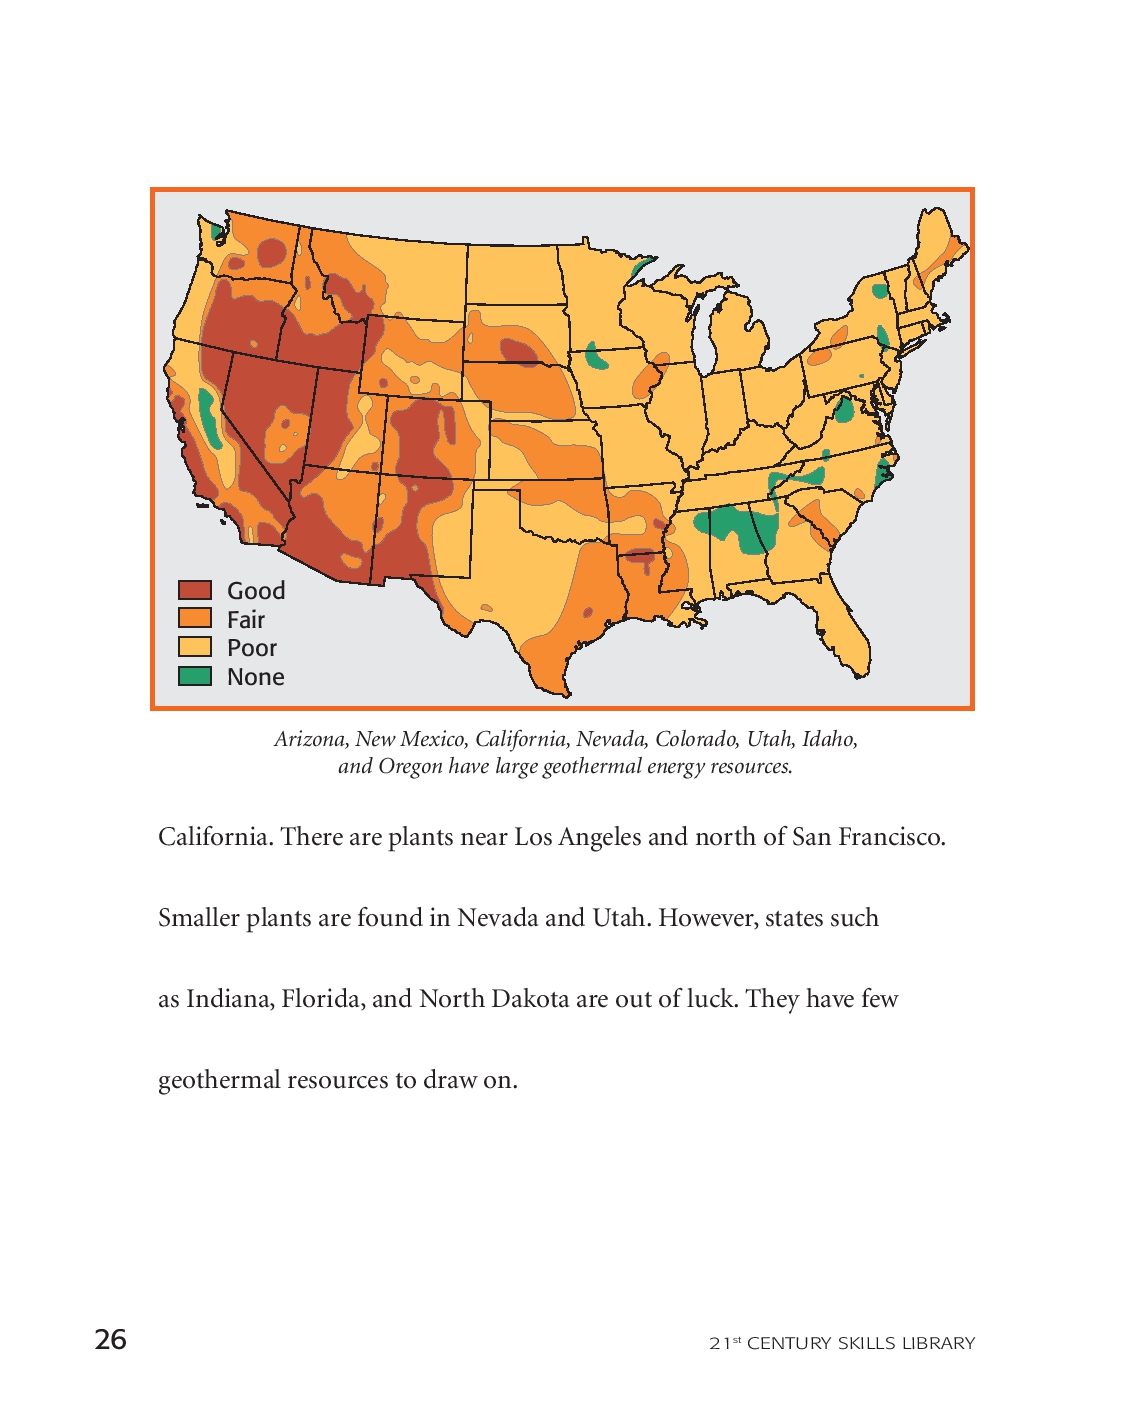 Good
Fair
Poor
None
Arizona, New Mexico, California, Nevada, Colorado, Utah, Idaho,
and Oregon have large geothermal energy resources.
California. There are plants near Los Angeles and north of San Francisco.
Smaller plants are found in Nevada and Utah. However, states such
as Indiana, Florida, and North Dakota are out of luck. They have few
geothermal resources to draw on.
26
21st CENTURY SKILLS LIBRARY